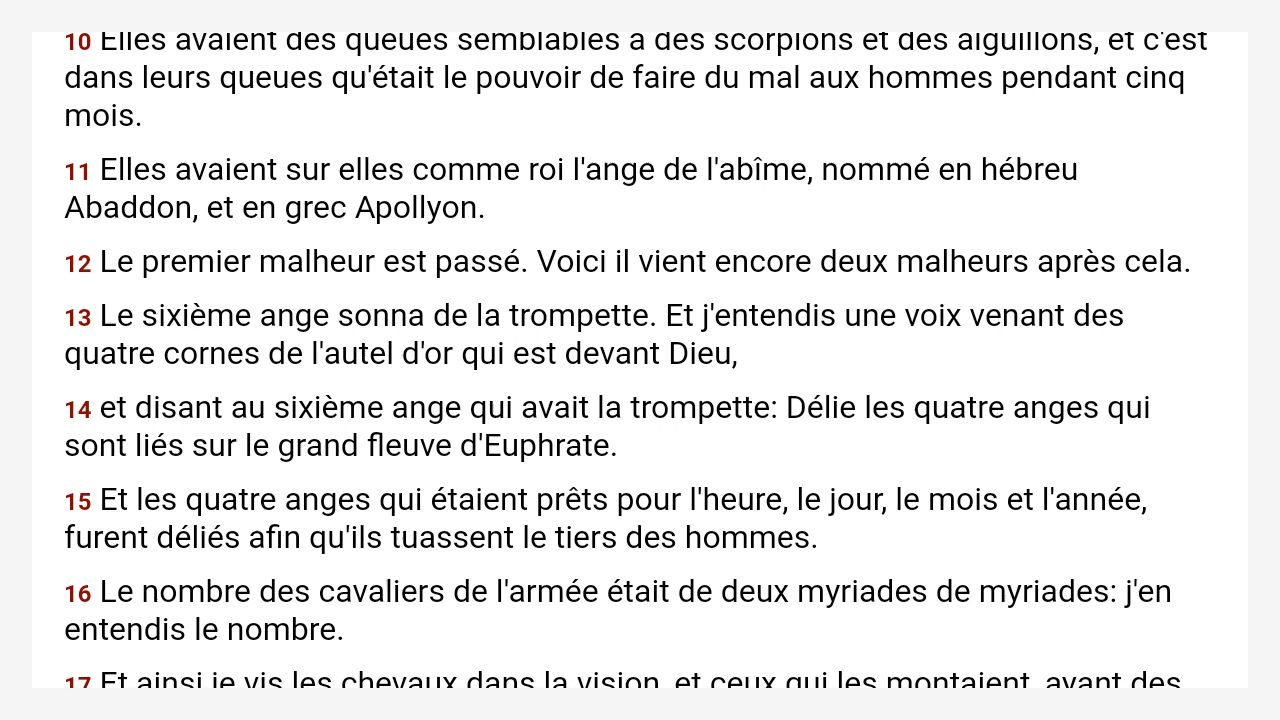 10 Elles avaient des queues semblables à des scorpions et des aiguillons, et c'est
dans leurs queues qu'était le pouvoir de faire du mal aux hommes pendant cinq
mois.
11 Elles avaient sur elles comme roi l'ange de l'abîme, nommé en hébreu
Abaddon, et en grec Apollyon.
12 Le premier malheur est passé. Voici il vient encore deux malheurs après cela.
13 Le sixième ange sonna de la trompette. Et j'entendis une voix venant des
quatre cornes de l'autel d'or qui est devant Dieu,
14 et disant au sixième ange qui avait la trompette: Délie les quatre anges qui
sont liés sur le grand fleuve d'Euphrate.
15 Et les quatre anges qui étaient prêts pour l'heure, le jour, le mois et l'année,
furent déliés afin qu'ils tuassent le tiers des hommes.
16 Le nombre des cavaliers de l'armée était de deux myriades de myriades: j'en
entendis le nombre.
17 Et ainsi je vis les chevaux dans la vision, et ceux qui les montaient, ayant des